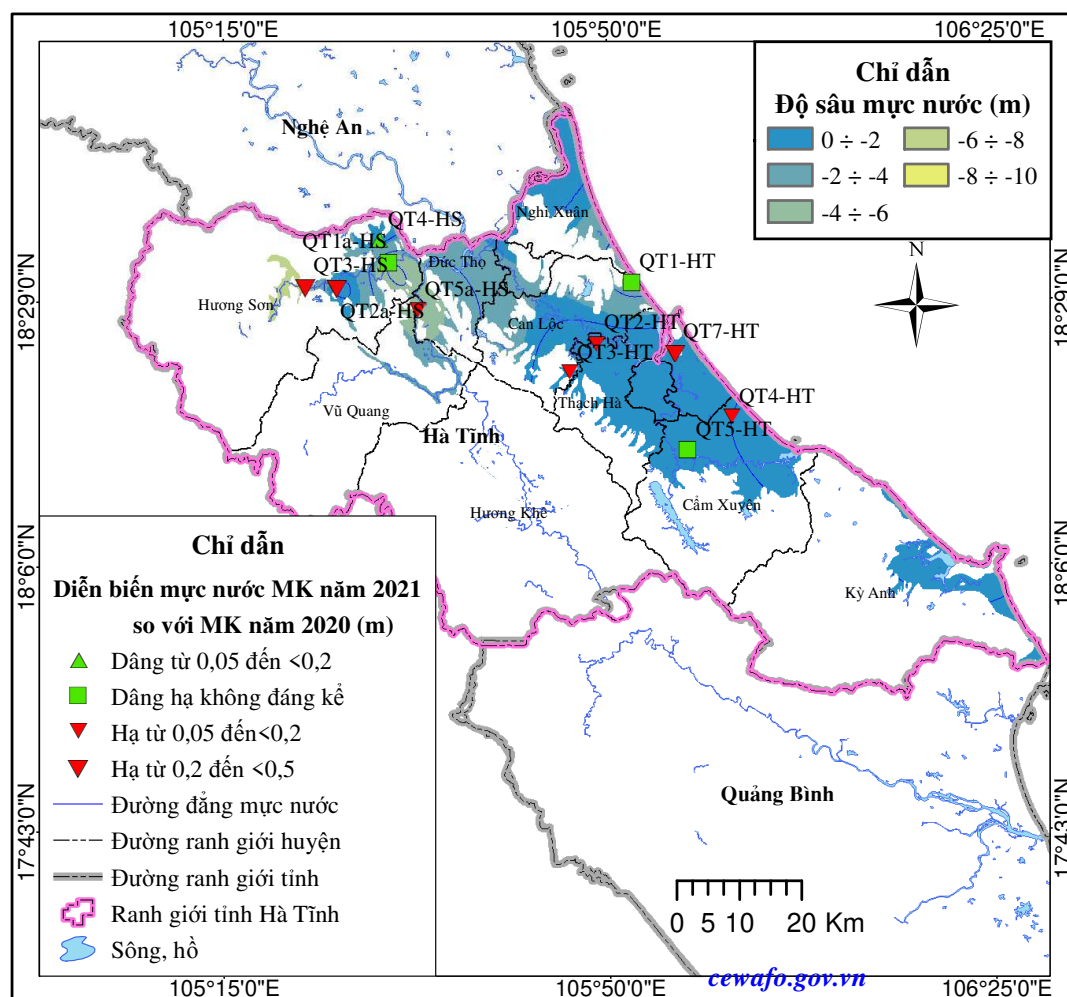 105°15'0"E
105°50'0"E
106°25'0"E
Chỉ dẫn
Độ sâu mực nước (m)
0 ÷ -2
-6 ÷ -8
-2 ÷ -4
-8 ÷ -10
-4 ÷ -6
Nghệ An
Nghi Xuân
QT4-HS
QT1a-HS
Đức Thọ
QT3-HS
QT1-HT
N
18°29'0"N
18°29'0"N
Hương Sơn
QT5a-HS
QT2a-HS
Can Lộc
QT2-HT
QT7-HT
QT3-HT
Vũ Quang
Thạch Hà
QT4-HT
Hà Tĩnh
QT5-HT
Hương Khê
Cẩm Xuyên
Kỳ Anh
18°6'0"N
18°6'0"N
Chỉ dẫn
Diễn biến mực nước MK năm 2021
so với MK năm 2020 (m)
Dâng từ 0,05 đến <0,2
Dâng hạ không đáng kể
Hạ từ 0,05 đến<0,2
Hạ từ 0,2 đến <0,5
Đường đẳng mực nước
Đường ranh giới huyện
Đường ranh giới tỉnh
Ranh giới tỉnh Hà Tĩnh
Sông, hồ
Quảng Bình
17°43'0"N
17°43'0"N
0 5 10 20 Km
cewafo.gov.vn
105°15'0"E
105°50'0"E
106°25'0"E